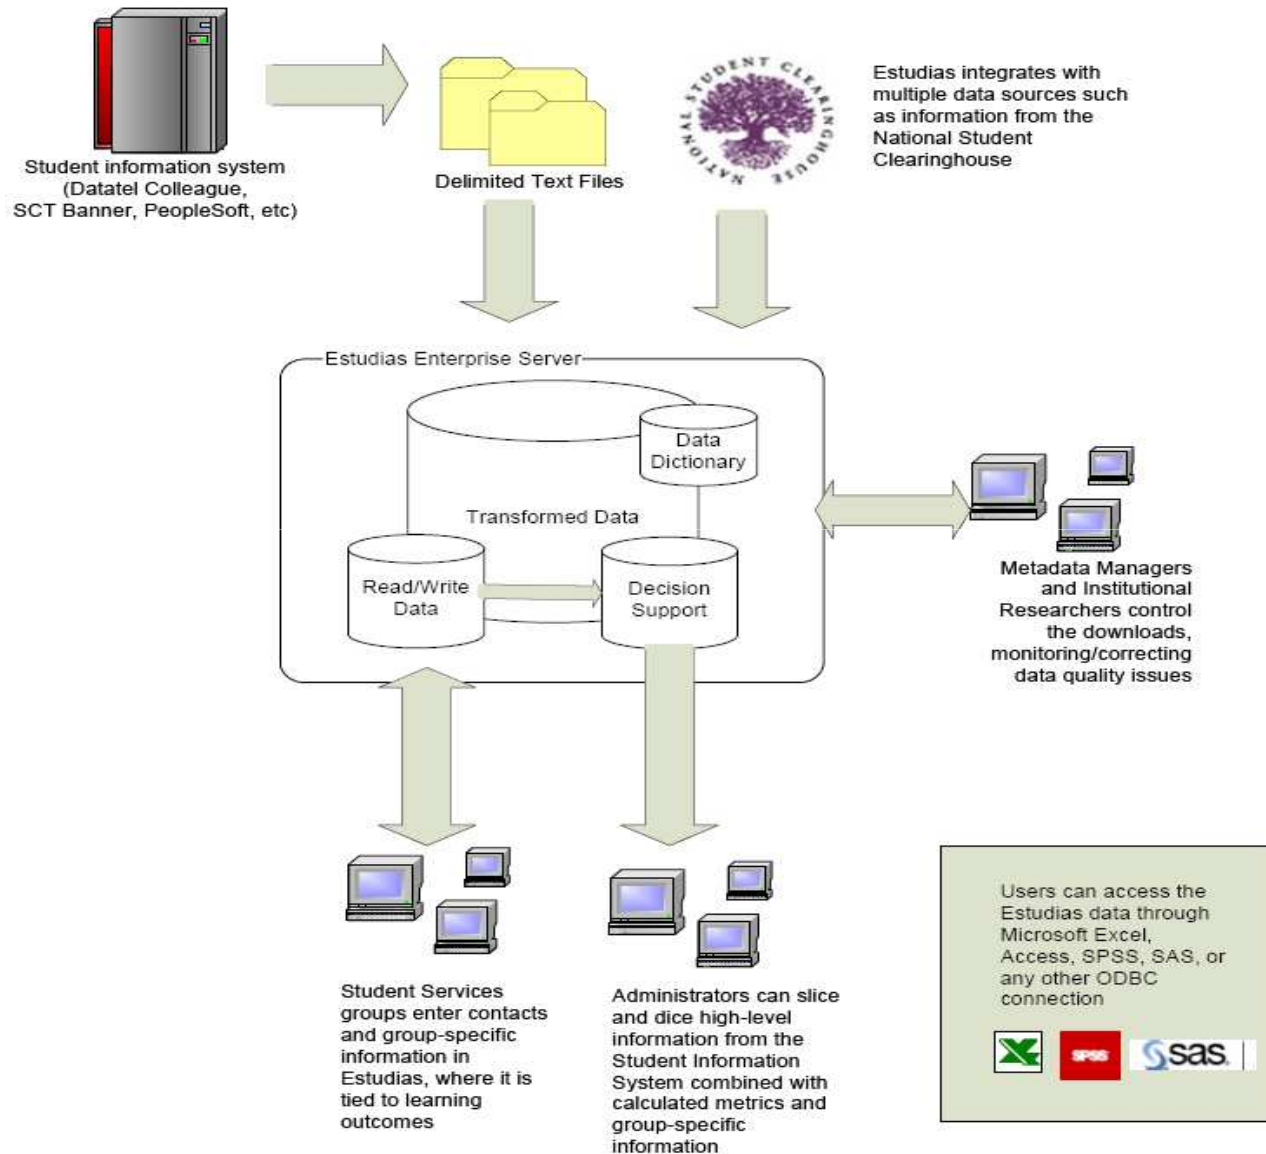 Student information system
(Datatel Colleague,
SCT Banner, PeopleSoft, etc)
Delimited Text Files
NATIONAL STUDENT CLEARINGHOUSE
Estudias integrates with
multiple data sources such
as information from the
National Student
Clearinghouse
Estudias Enterprise Server
Data
Dictionary
Transformed Data
Read/Write
Data
Decision
Support
Metadata Managers
and Institutional
Researchers control
the downloads,
monitoring/correcting
data quality issues
Student Services
groups enter contacts
and group-specific
information in
Estudias, where it is
tied to learning
outcomes
Administrators can slice
and dice high-level
information from the
Student Information
System combined with
calculated metrics and
group-specific
information
Users can access the
Estudias data through
Microsoft Excel,
Access, SPSS, SAS, or
any other ODBC
connection
SPSS
sas